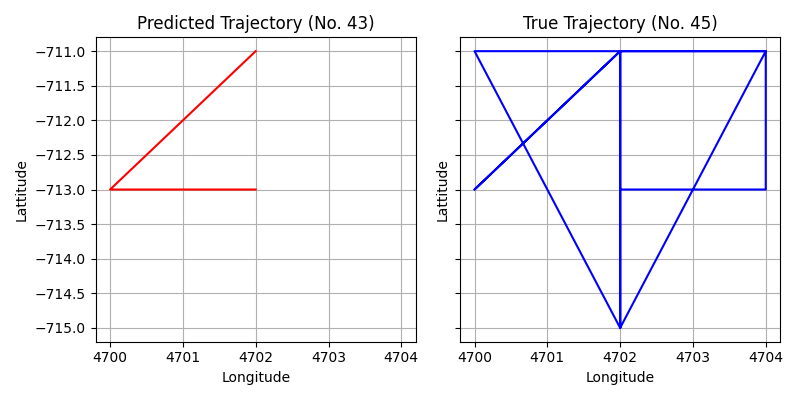 Predicted Trajectory (No. 43)
True Trajectory (No. 45)
Lattitude
−711.0
−711.5
−712.0
−712.5
−713.0
−713.5
−714.0
−714.5
−715.0
4700 4701 4702 4703 4704
Longitude
Lattitude
4700 4701 4702 4703 4704
Longitude